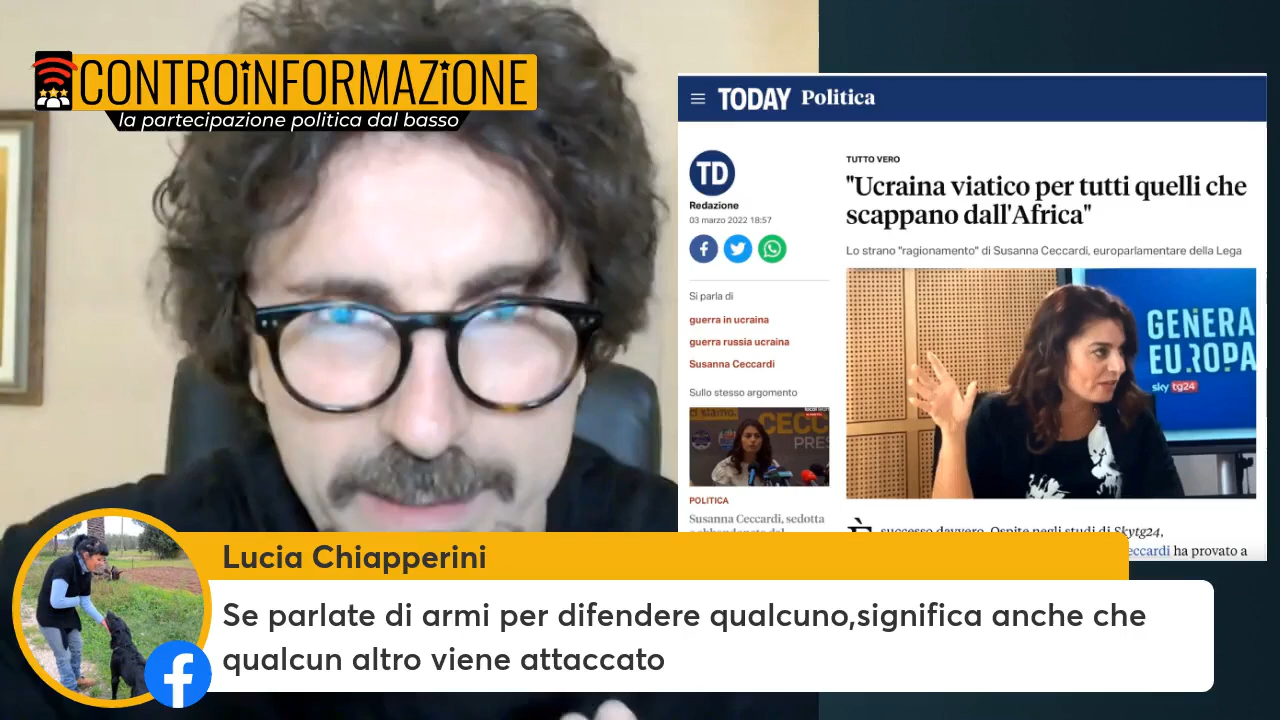 CONTROiNFORMAZiONE
la partecipazione politica dal basso
TODAY Politica
TD
Redazione
03 marzo 2022 18:57
Si parla di
guerra in ucraina
guerra russia ucraina
Susanna Ceccardi
Sullo stesso argomento
CECC
PRES
POLITICA
Susanna Ceccardi, sedotta
TUTTO VERO
"Ucraina viatico per tutti quelli che
scappano dall'Africa"
Lo strano "ragionamento" di Susanna Ceccardi, europarlamentare della Lega
GENERA
EUROPA
sky tg24
È successo davvero. Ospite negli studi di Skytg24,
eccardi ha provato a
Lucia Chiapperini
Se parlate di armi per difendere qualcuno,significa anche che
qualcun altro viene attaccato